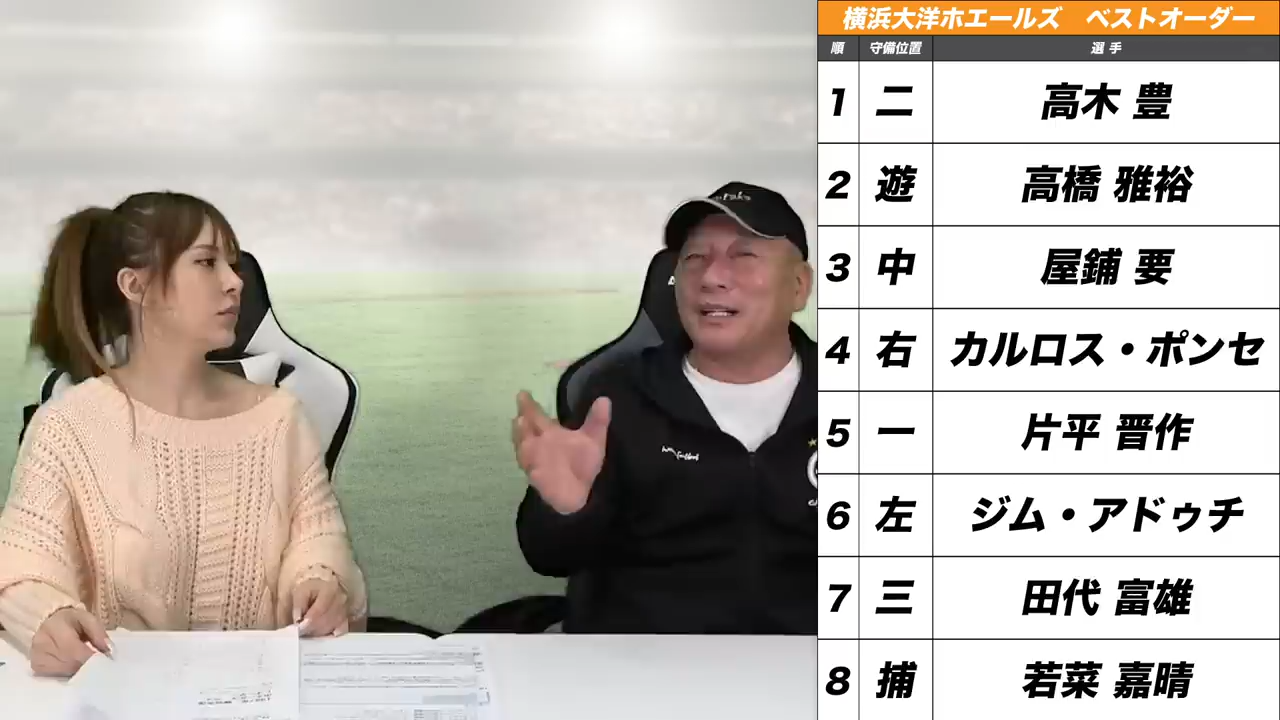 横浜大洋ホエールズ ベストオーダー
順 守備位置 選手
1 二 高木 豊
2 遊 高橋 雅裕
3 中 屋鋪 要
4 右 カルロス・ポンセ
5 一 片平 晋作
6 左 ジム・アドゥチ
7 三 田代 富雄
8 捕 若菜 嘉晴